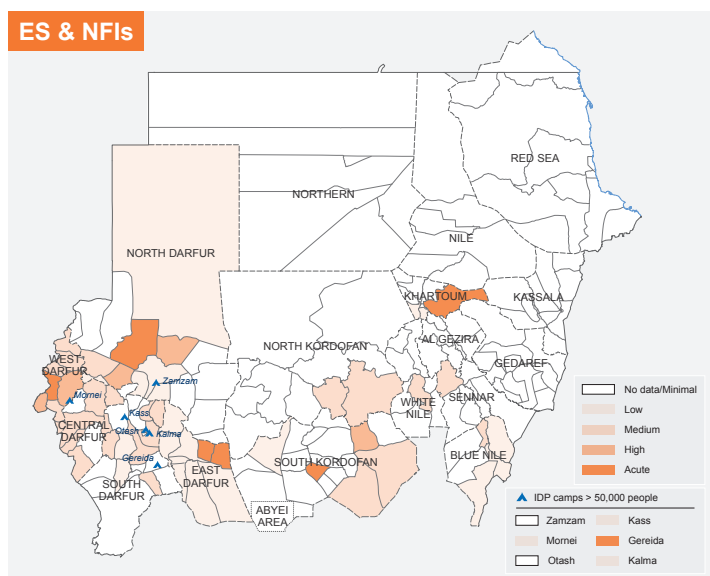 ES & NFIs
RED SEA
NORTHERN
NILE
NORTH DARFUR
KHARTOUM
KASSALA
AL GEZIRA
NORTH KORDOFAN
GEDAREF
WEST
DARFUR
Zamzam
Mornei
WHITE
NILE
SENNAR
Kass
CENTRAL
DARFUR
Otash
Kalma
Gereida
SOUTH KORDOFAN
BLUE NILE
EAST
DARFUR
SOUTH
DARFUR
ABYEI
AREA
No data/Minimal
Low
Medium
High
Acute
IDP camps > 50,000 people
Zamzam
Kass
Mornei
Gereida
Otash
Kalma